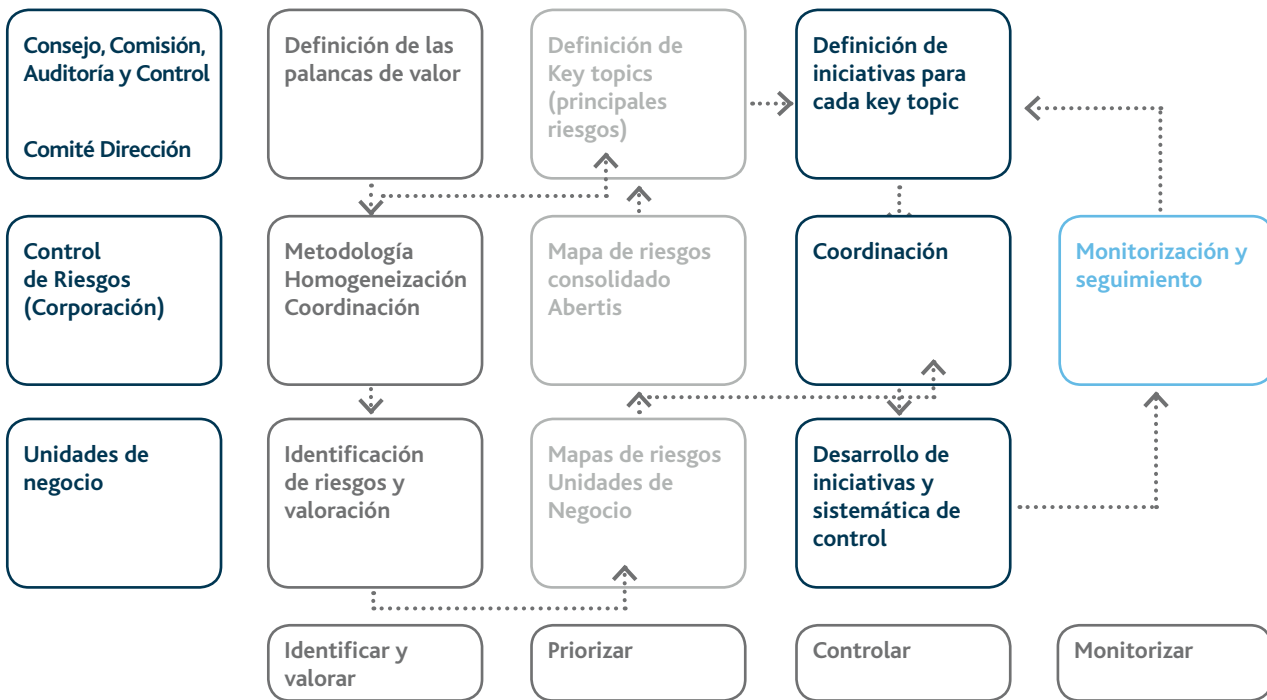 Consejo, Comisión,
Auditoría y Control
Comité Dirección
Definición de las
palancas de valor
Definición de
Key topics
(principales
riesgos)
Definición de
iniciativas para
cada key topic
Control
de Riesgos
(Corporación)
Metodología
Homogeneización
Coordinación
Mapa de riesgos
consolidado
Abertis
Coordinación
Monitorización y
seguimiento
Unidades de
negocio
Identificación
de riesgos y
valoración
Mapas de riesgos
Unidades de
Negocio
Desarrollo de
iniciativas y
sistemática de
control
Identificar y
valorar
Priorizar
Controlar
Monitorizar